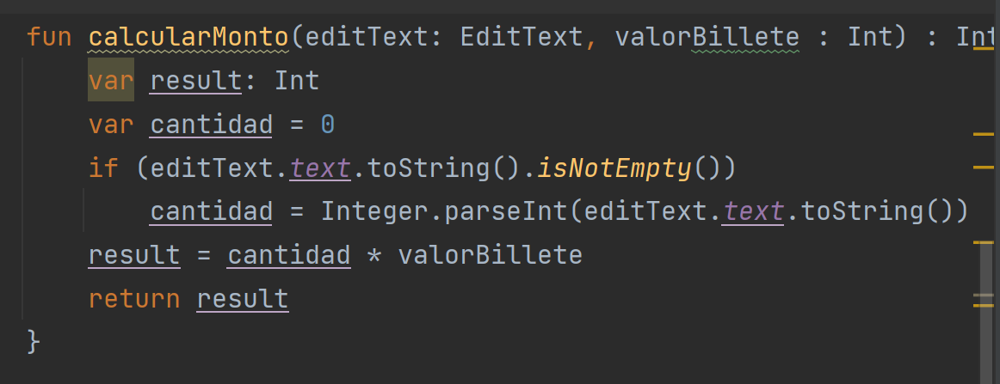 fun calcularMonto(editText: EditText, valorBillete : Int) : Int
var result: Int
var cantidad = 0
if (editText.text.toString().isNotEmpty())
cantidad = Integer.parseInt(editText.text.toString())
result = cantidad * valorBillete
return result
}